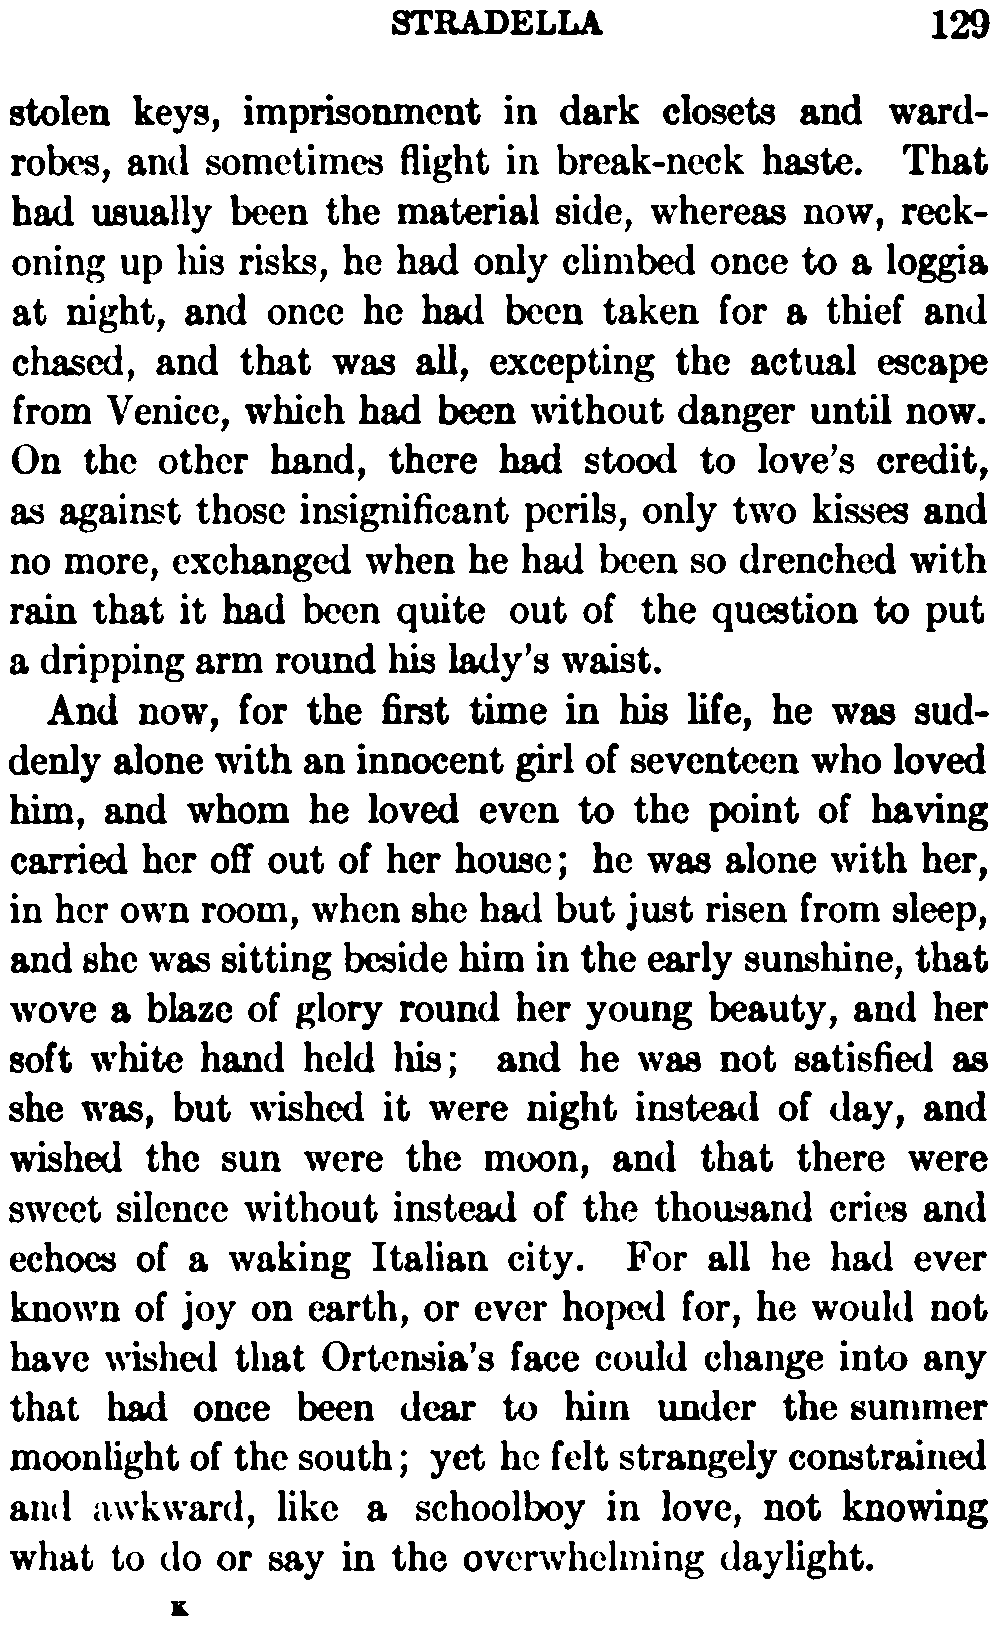 STRADELLA 129
stolen keys, imprisonment in dark closets and ward-
robes, and sometimes flight in break-neck haste. That
had usually been the material side, whereas now, reck-
oning up his risks, he had only climbed once to a loggia
at night, and once he had been taken for a thief and
chased, and that was all, excepting the actual escape
from Venice, which had been without danger until now.
On the other hand, there had stood to love's credit,
as against those insignificant perils, only two kisses and
no more, exchanged when he had been so drenched with
rain that it had been quite out of the question to put
a dripping arm round his lady's waist.
And now, for the first time in his life, he was sud-
denly alone with an innocent girl of seventeen who loved
him, and whom he loved even to the point of having
carried her off out of her house; he was alone with her,
in her own room, when she had but just risen from sleep,
and she was sitting beside him in the early sunshine, that
wove a blaze of glory round her young beauty, and her
soft white hand held his; and he was not satisfied as
she was, but wished it were night instead of day, and
wished the sun were the moon, and that there were
sweet silence without instead of the thousand cries and
echoes of a waking Italian city. For all he had ever
known of joy on earth, or ever hoped for, he would not
have wished that Ortensia's face could change into any
that had once been dear to him under the summer
moonlight of the south; yet he felt strangely constrained
and awkward, like a schoolboy in love, not knowing
what to do or say in the overwhelming daylight.
K